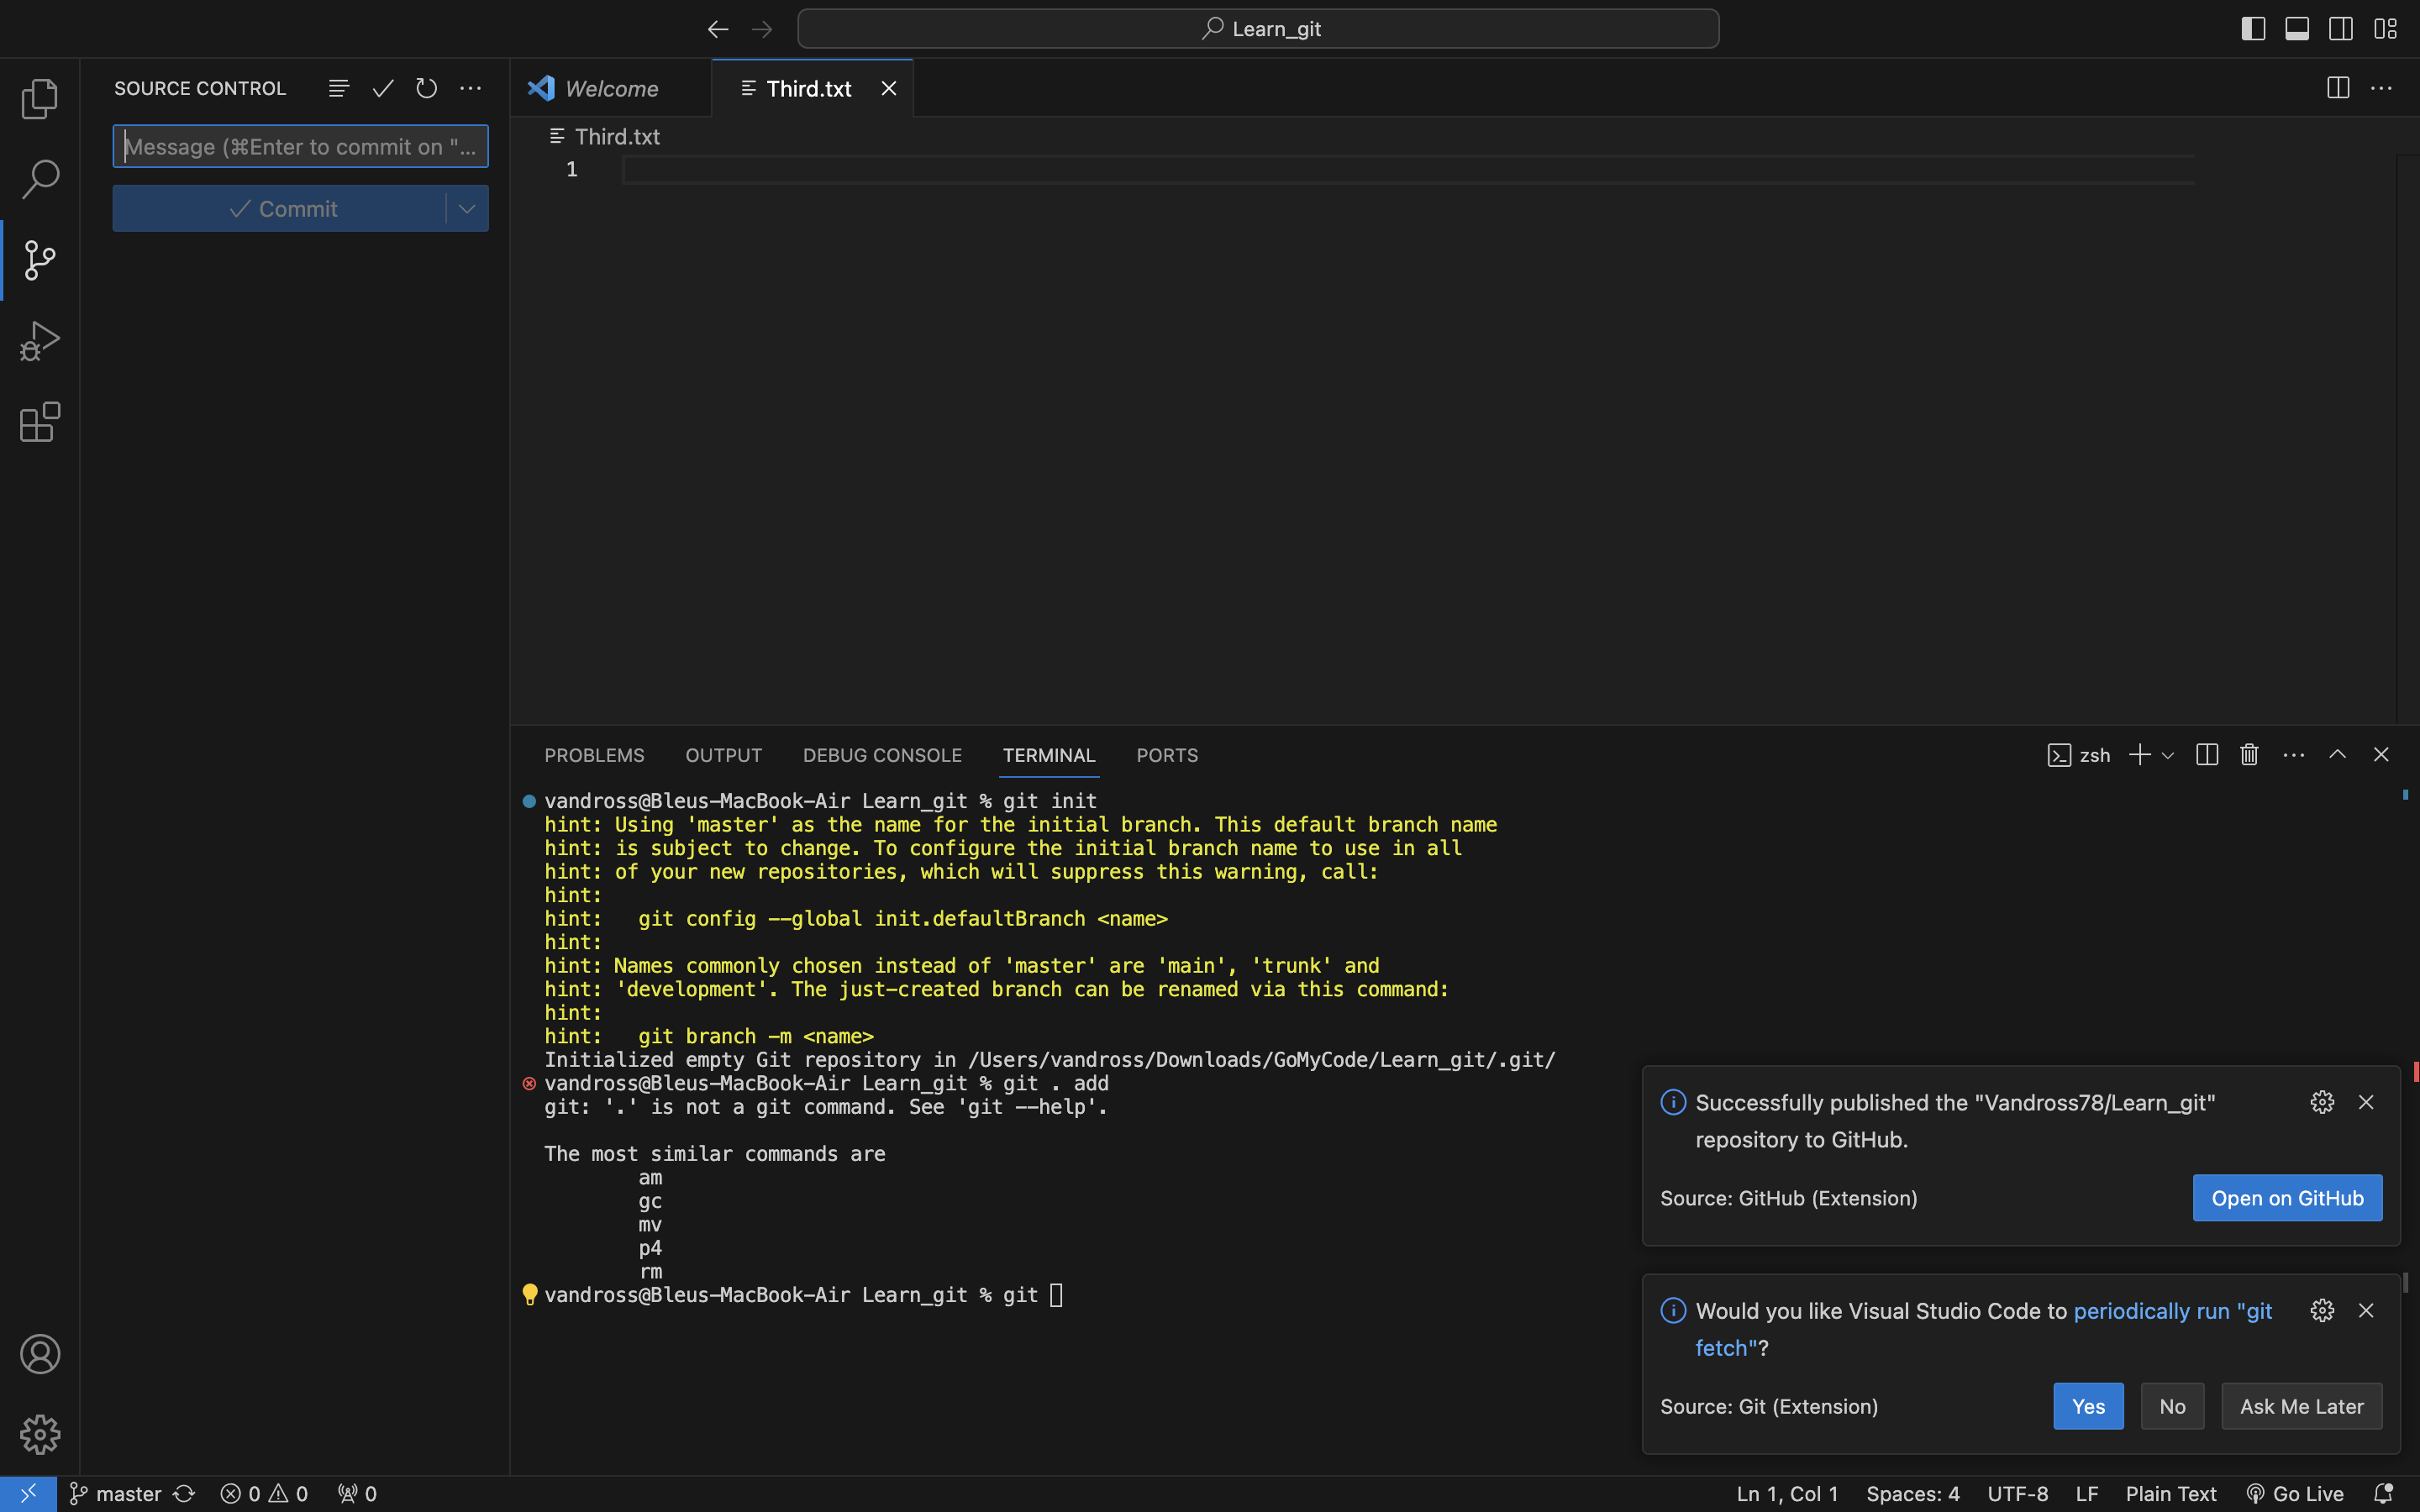 Learn_git
SOURCE CONTROL
Message (⌘Enter to commit on "...
Commit
Welcome
Third.txt
Third.txt
1
PROBLEMS OUTPUT DEBUG CONSOLE TERMINAL PORTS
zsh
vandross@Bleus-MacBook-Air Learn_git % git init
hint: Using 'master' as the name for the initial branch. This default branch name
hint: is subject to change. To configure the initial branch name to use in all
hint: of your new repositories, which will suppress this warning, call:
hint:
hint:   git config --global init.defaultBranch <name>
hint:
hint: Names commonly chosen instead of 'master' are 'main', 'trunk' and
hint: 'development'. The just-created branch can be renamed via this command:
hint:
hint:   git branch -m <name>
Initialized empty Git repository in /Users/vandross/Downloads/GoMyCode/Learn_git/.git/
vandross@Bleus-MacBook-Air Learn_git % git . add
git: '.' is not a git command. See 'git --help'.
The most similar commands are
am
gc
mv
p4
rm
vandross@Bleus-MacBook-Air Learn_git % git
Successfully published the "Vandross78/Learn_git"
repository to GitHub.
Source: GitHub (Extension)
Open on GitHub
Would you like Visual Studio Code to periodically run "git
fetch"?
Source: Git (Extension)
Yes No Ask Me Later
master 0 0 0
Ln 1, Col 1 Spaces: 4 UTF-8 LF Plain Text Go Live